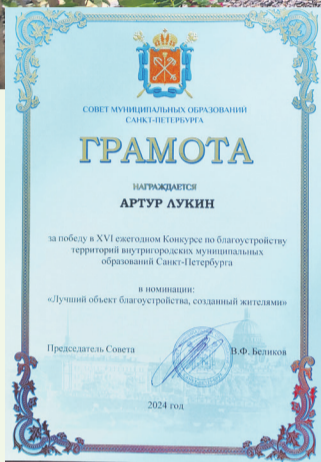 СОВЕТ МУНИЦИПАЛЬНЫХ ОБРАЗОВАНИЙ
САНКТ-ПЕТЕРБУРГА
ГРАМОТА
НАГРАЖДАЕТСЯ
АРТУР ЛУКИН
за победу в XVI ежегодном Конкурсе по благоустройству
территорий внутригородских муниципальных
образований Санкт-Петербурга
в номинации:
«Лучший объект благоустройства, созданный жителями»
Председатель Совета В.Ф. Беликов
2024 год